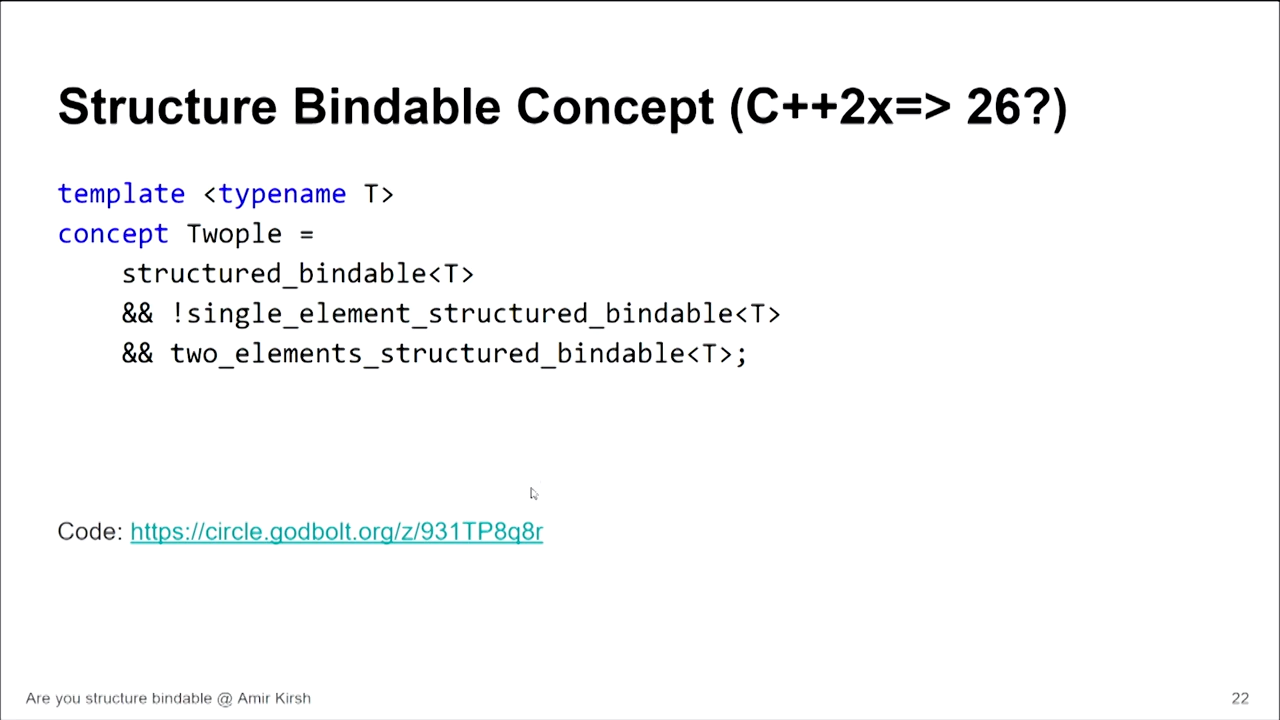 Structure Bindable Concept (C++2x=> 26?)
template <typename T>
concept Twople =
structured_bindable<T>
&& !single_element_structured_bindable<T>
&& two_elements_structured_bindable<T>;
Code: https://circle.godbolt.org/z/931TP8q8r
Are you structure bindable @ Amir Kirsh
22